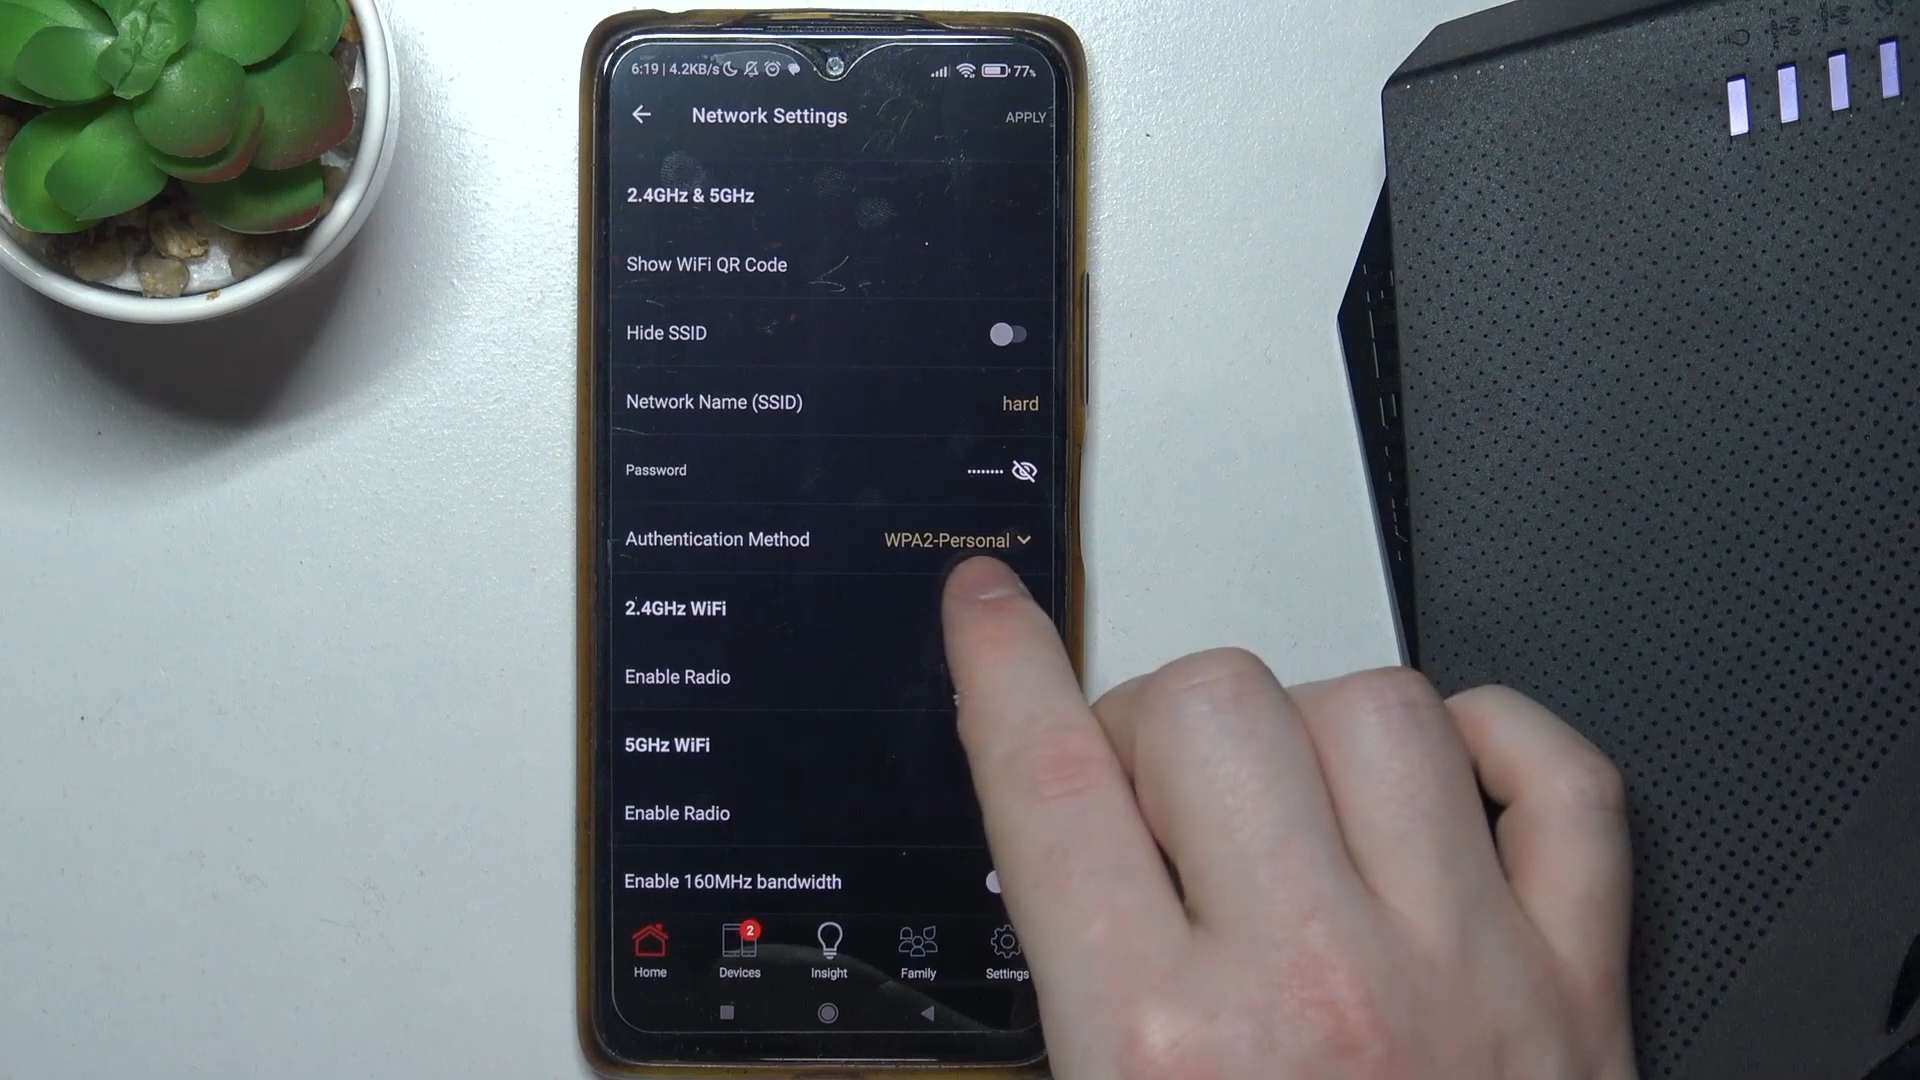 6:19 | 4.2KB/s 77%
Network Settings APPLY
2.4GHz & 5GHz
Show WiFi QR Code
Hide SSID
Network Name (SSID) hard
Password ········
Authentication Method WPA2-Personal
2.4GHz WiFi
Enable Radio
5GHz WiFi
Enable Radio
Enable 160MHz bandwidth
2
Home Devices Insight Family Settings